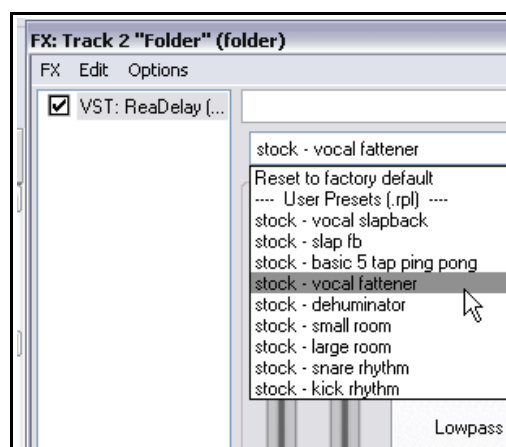 FX: Track 2 "Folder" (folder)
FX Edit Options
VST: ReaDelay (...
stock - vocal fattener
Reset to factory default
---- User Presets (.rpl) ----
stock - vocal slapback
stock - slap fb
stock - basic 5 tap ping pong
stock - vocal fattener
stock - dehuminator
stock - small room
stock - large room
stock - snare rhythm
stock - kick rhythm
Lowpass